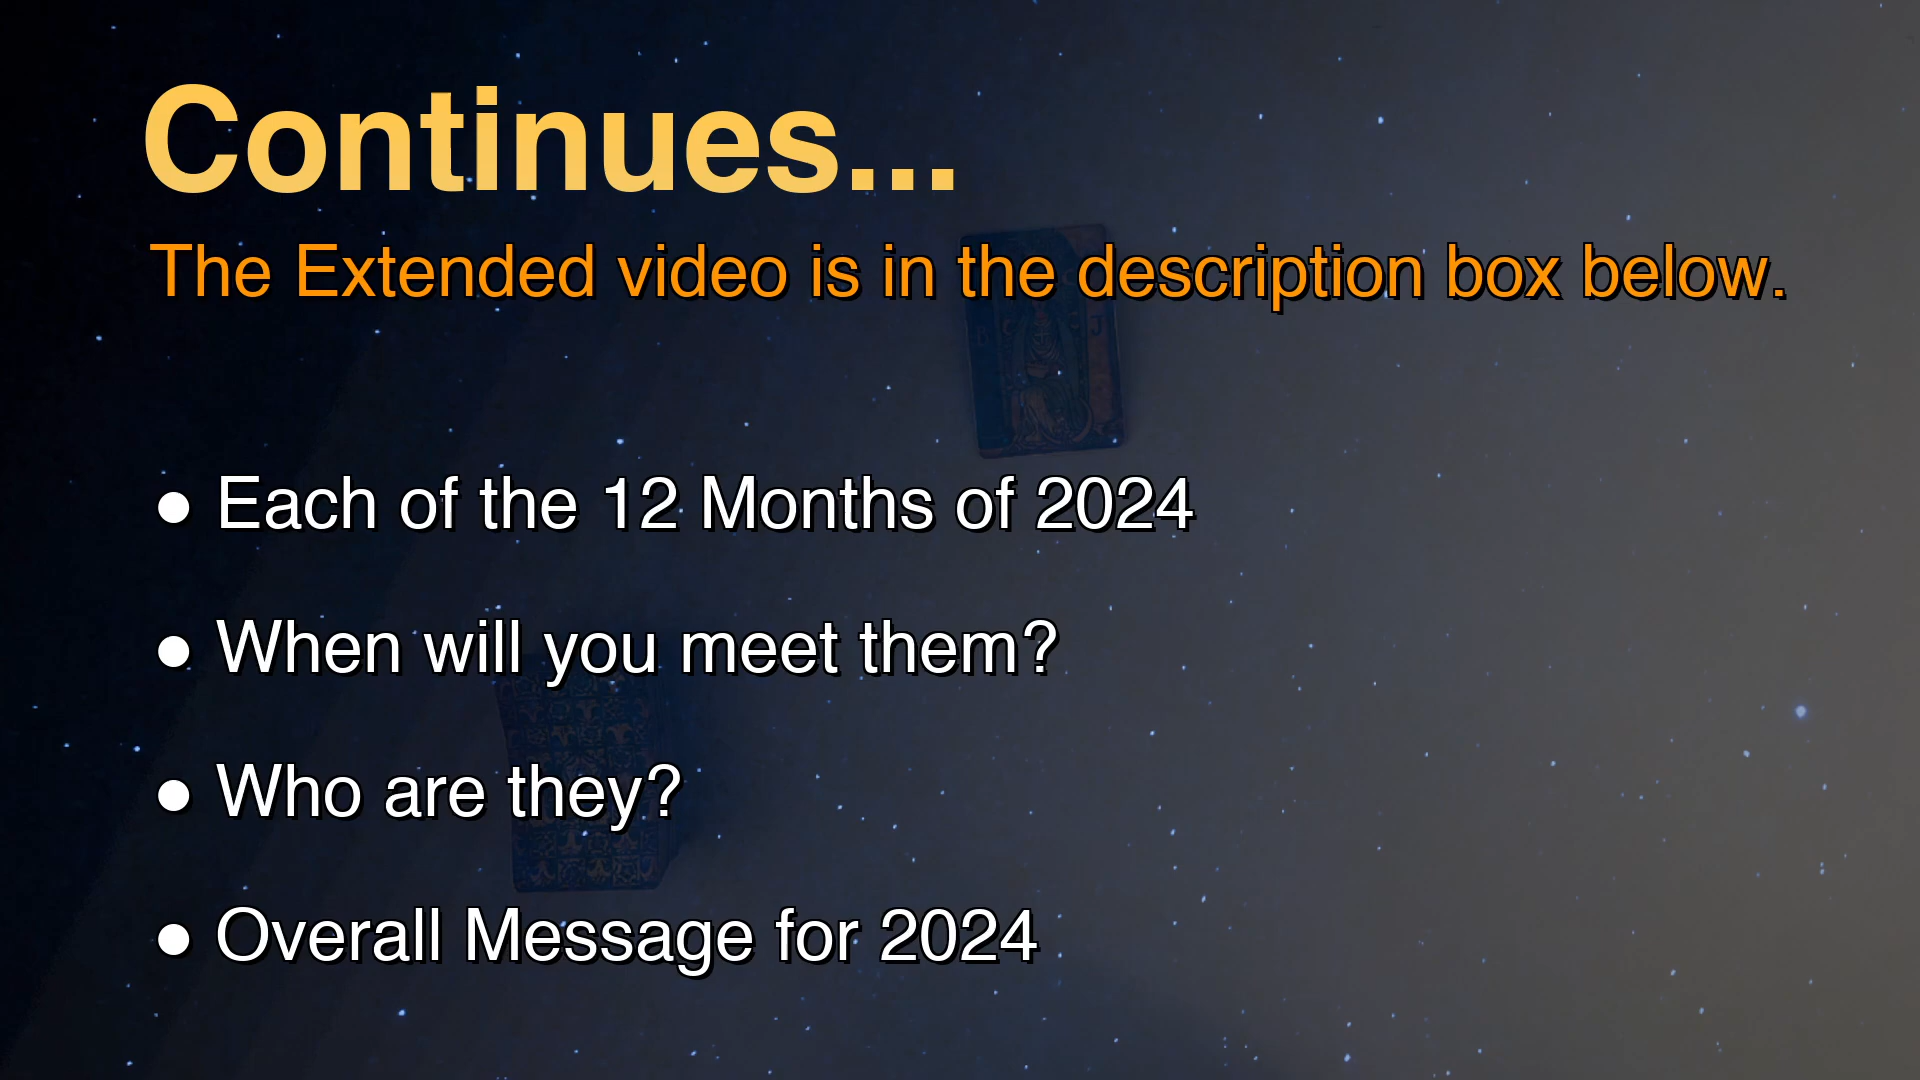 Continues...
The Extended video is in the description box below.
B J
● Each of the 12 Months of 2024
● When will you meet them?
● Who are they?
● Overall Message for 2024